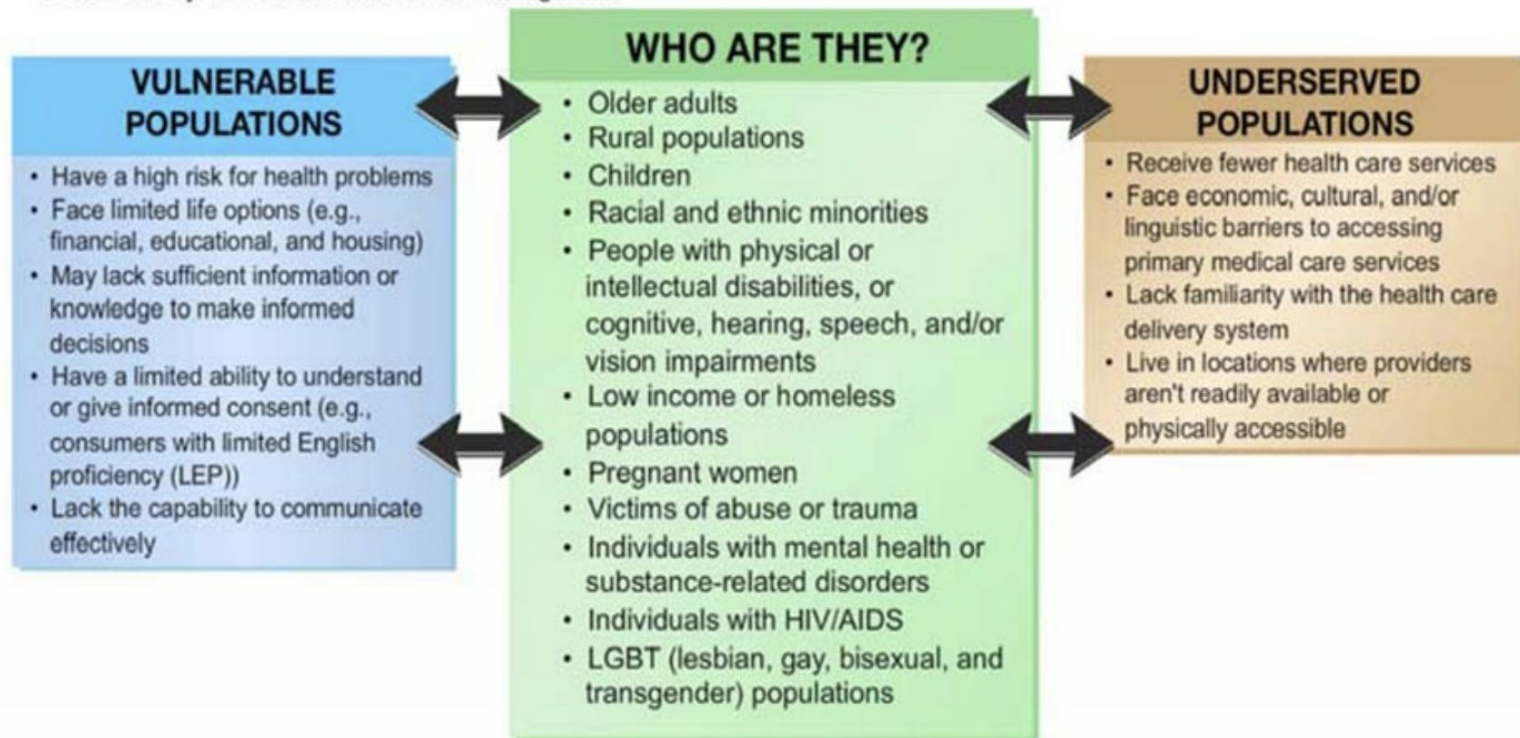 VULNERABLE
POPULATIONS
• Have a high risk for health problems
• Face limited life options (e.g.,
financial, educational, and housing)
• May lack sufficient information or
knowledge to make informed
decisions
• Have a limited ability to understand
or give informed consent (e.g.,
consumers with limited English
proficiency (LEP))
• Lack the capability to communicate
effectively
WHO ARE THEY?
• Older adults
• Rural populations
• Children
• Racial and ethnic minorities
• People with physical or
intellectual disabilities, or
cognitive, hearing, speech, and/or
vision impairments
• Low income or homeless
populations
• Pregnant women
• Victims of abuse or trauma
• Individuals with mental health or
substance-related disorders
• Individuals with HIV/AIDS
• LGBT (lesbian, gay, bisexual, and
transgender) populations
UNDERSERVED
POPULATIONS
• Receive fewer health care services
• Face economic, cultural, and/or
linguistic barriers to accessing
primary medical care services
• Lack familiarity with the health care
delivery system
• Live in locations where providers
aren't readily available or
physically accessible